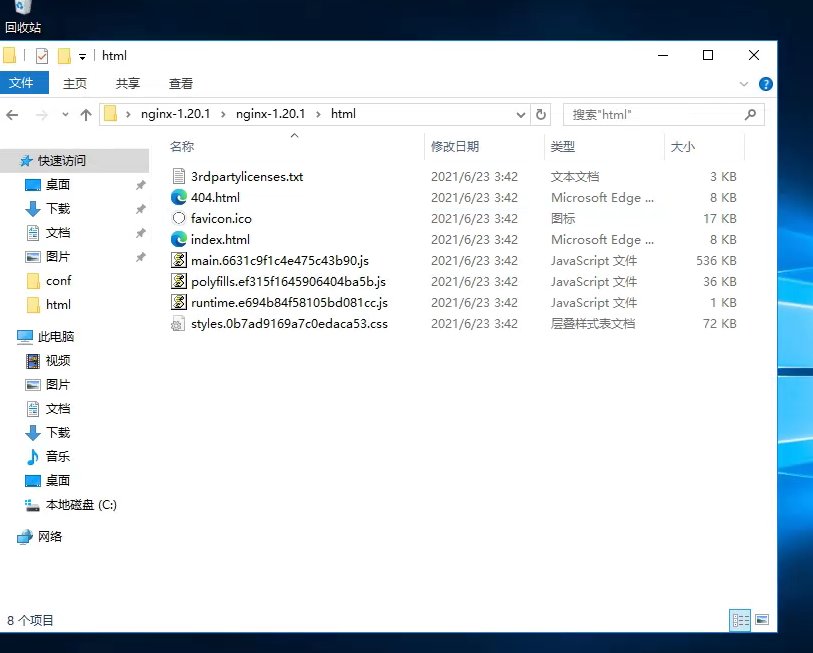 回收站
html
文件 主页 共享 查看
nginx-1.20.1 nginx-1.20.1 html 搜索"html"
名称 修改日期 类型 大小
快速访问
桌面
下载
文档
图片
conf
html
此电脑
视频
图片
文档
下载
音乐
桌面
本地磁盘 (C:)
网络
3rdpartylicenses.txt 2021/6/23 3:42 文本文档 3 KB
404.html 2021/6/23 3:42 Microsoft Edge ... 8 KB
favicon.ico 2021/6/23 3:42 图标 17 KB
index.html 2021/6/23 3:42 Microsoft Edge ... 8 KB
main.6631c9f1c4e475c43b90.js 2021/6/23 3:42 JavaScript 文件 536 KB
polyfills.ef315f1645906404ba5b.js 2021/6/23 3:42 JavaScript 文件 36 KB
runtime.e694b84f58105bd081cc.js 2021/6/23 3:42 JavaScript 文件 1 KB
styles.0b7ad9169a7c0edaca53.css 2021/6/23 3:42 层叠样式表文档 72 KB
8 个项目